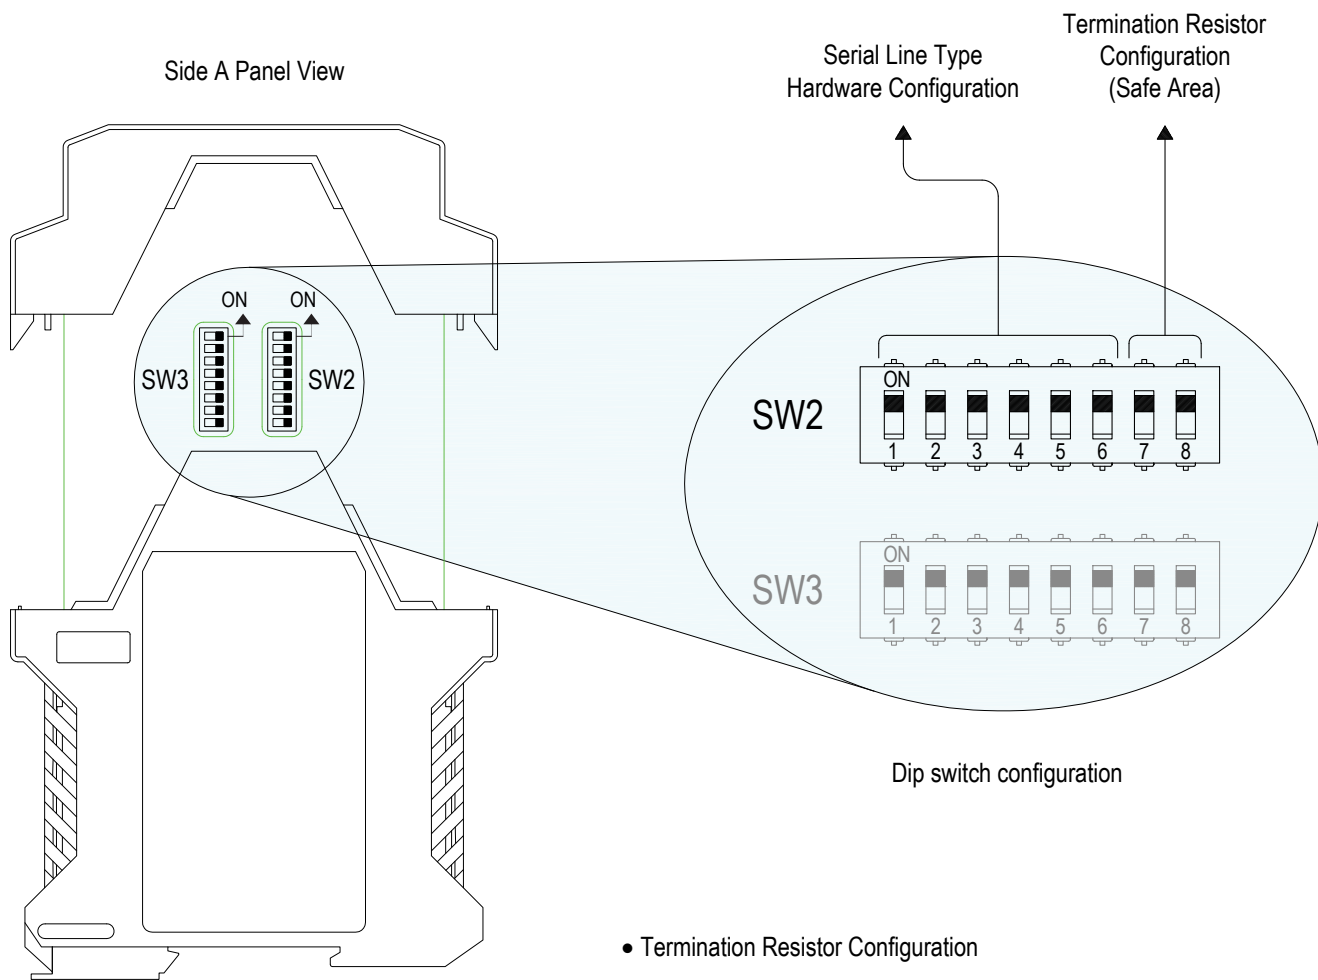 Side A Panel View
Serial Line Type
Hardware Configuration
Termination Resistor
Configuration
(Safe Area)
ON ON
SW3 SW2
SW2
ON
1 2 3 4 5 6 7 8
SW3
ON
1 2 3 4 5 6 7 8
Dip switch configuration
• Termination Resistor Configuration